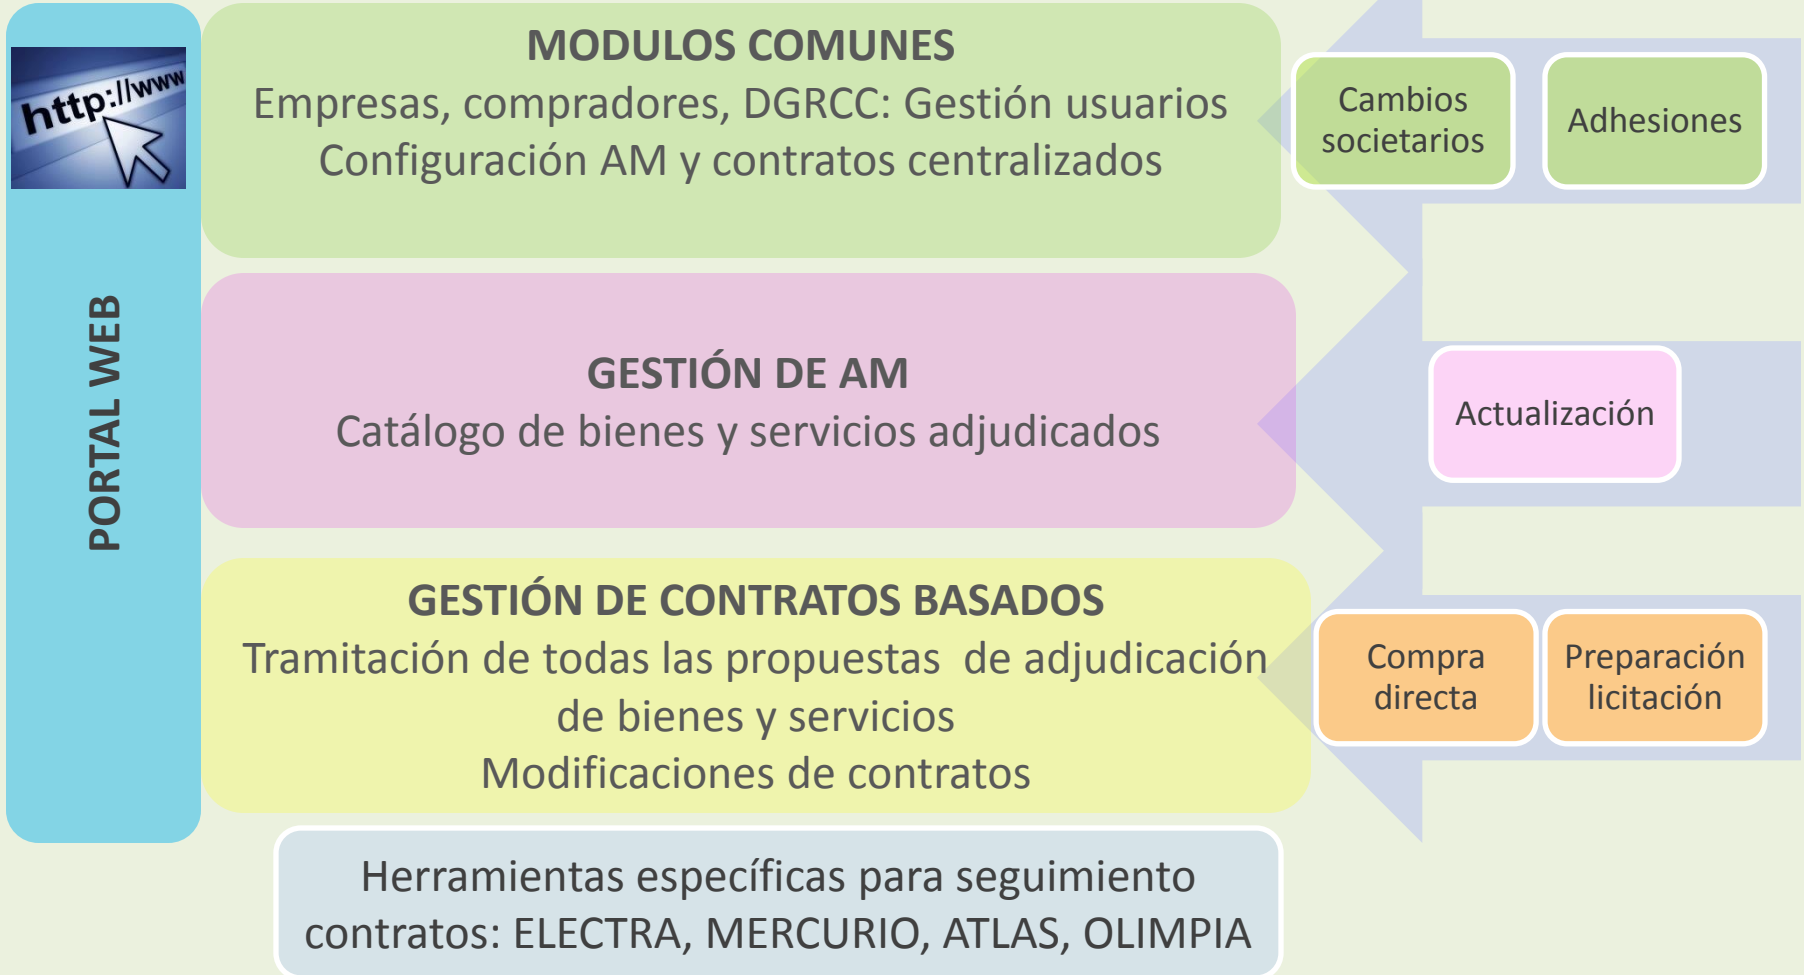 http://www
PORTAL WEB
MODULOS COMUNES
Empresas, compradores, DGRCC: Gestión usuarios
Configuración AM y contratos centralizados
Cambios
societarios
Adhesiones
GESTIÓN DE AM
Catálogo de bienes y servicios adjudicados
Actualización
GESTIÓN DE CONTRATOS BASADOS
Tramitación de todas las propuestas de adjudicación
de bienes y servicios
Modificaciones de contratos
Compra
directa
Preparación
licitación
Herramientas específicas para seguimiento
contratos: ELECTRA, MERCURIO, ATLAS, OLIMPIA